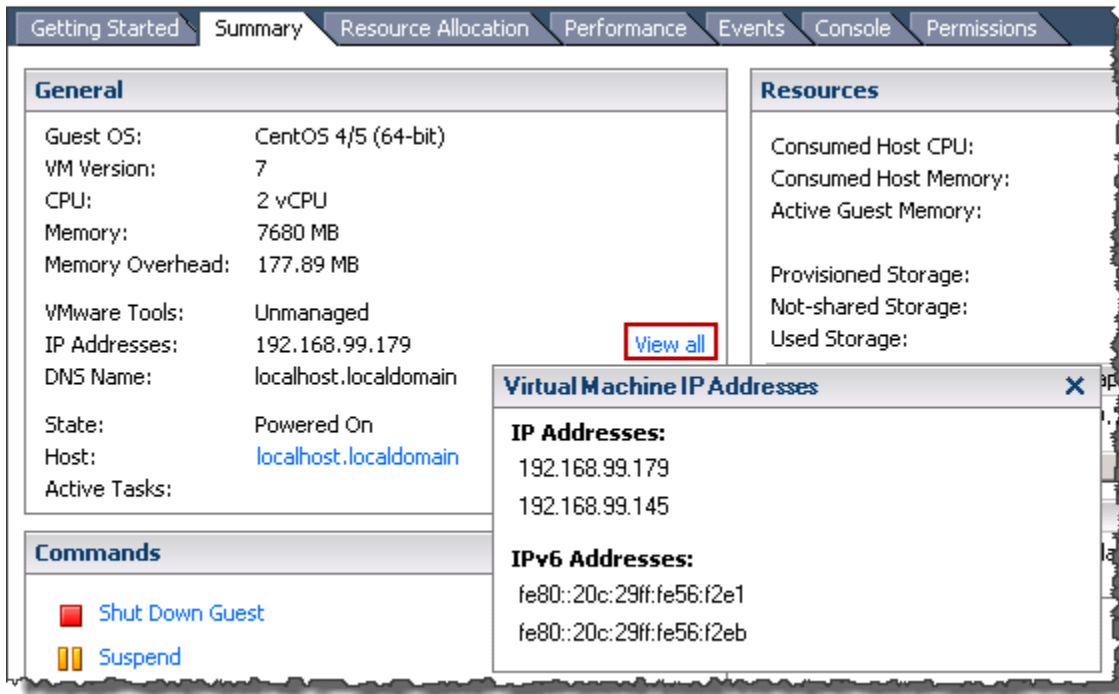 Getting Started Summary Resource Allocation Performance Events Console Permissions
General
Guest OS: CentOS 4/5 (64-bit)
VM Version: 7
CPU: 2 vCPU
Memory: 7680 MB
Memory Overhead: 177.89 MB
VMware Tools: Unmanaged
IP Addresses: 192.168.99.179 View all
DNS Name: localhost.localdomain
State: Powered On
Host: localhost.localdomain
Active Tasks:
Resources
Consumed Host CPU:
Consumed Host Memory:
Active Guest Memory:
Provisioned Storage:
Not-shared Storage:
Used Storage:
Virtual Machine IP Addresses
IP Addresses:
192.168.99.179
192.168.99.145
IPv6 Addresses:
fe80::20c:29ff:fe56:f2e1
fe80::20c:29ff:fe56:f2eb
Commands
Shut Down Guest
Suspend